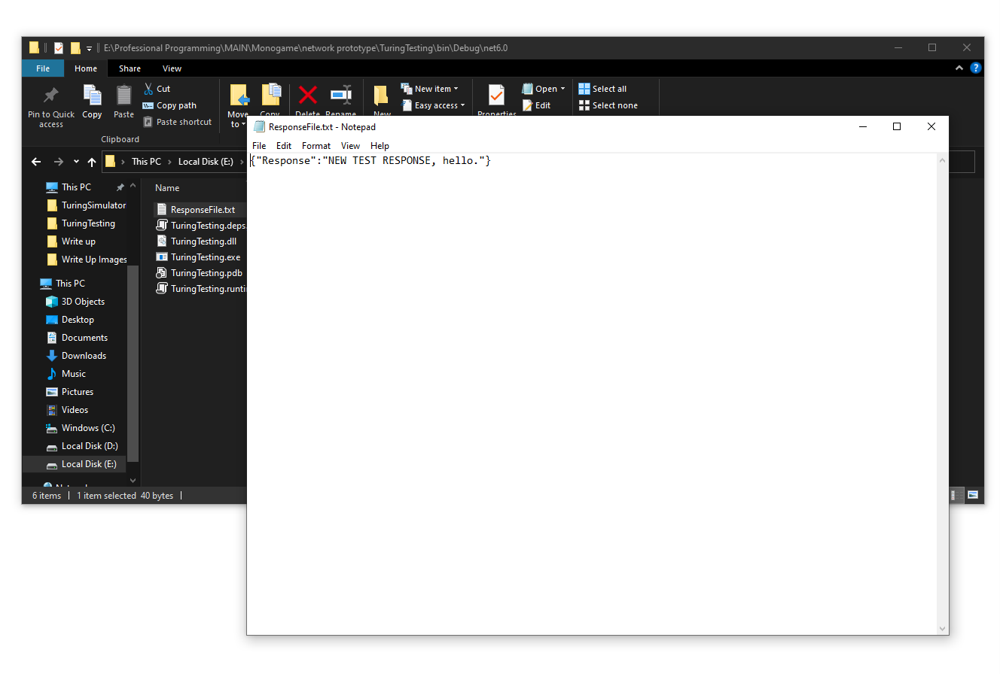 E:\Professional Programming\MAIN\Monogame\network prototype\TuringTesting\bin\Debug\net6.0
File Home Share View
Pin to Quick access
Copy
Paste
Cut
Copy path
Paste shortcut
Clipboard
Move to
Copy
Delete
Rename
New
New item
Easy access
Properties
Open
Edit
Select all
Select none
This PC Local Disk (E:)
This PC
TuringSimulator
TuringTesting
Write up
Write Up Images
This PC
3D Objects
Desktop
Documents
Downloads
Music
Pictures
Videos
Windows (C:)
Local Disk (D:)
Local Disk (E:)
Name
ResponseFile.txt
TuringTesting.deps.
TuringTesting.dll
TuringTesting.exe
TuringTesting.pdb
TuringTesting.runti
6 items 1 item selected 40 bytes
ResponseFile.txt - Notepad
File Edit Format View Help
{"Response":"NEW TEST RESPONSE, hello."}